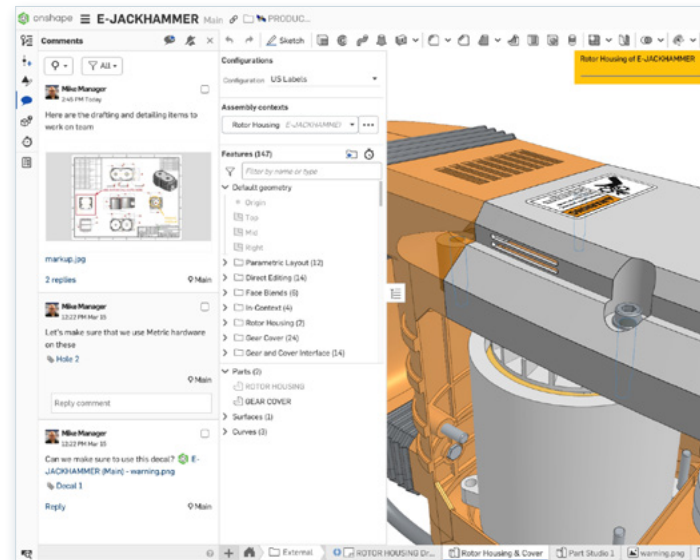 onshape E-JACKHAMMER Main PRODUC...
Comments
Sketch
All
Mike Manager
2:45 PM Today
Here are the drafting and detailing items to
work on team
markup.jpg
2 replies
Main
Mike Manager
12:22 PM Mar 15
Let's make sure that we use Metric hardware
on these
Hole 2
Main
Reply comment
Mike Manager
12:22 PM Mar 15
Can we make sure to use this decal? E-
JACKHAMMER (Main) - warning.png
Decal 1
Reply
Main
Configurations
Configuration US Labels
Assembly contexts
Rotor Housing E-JACKHAMMER
Features (147)
Filter by name or type
Default geometry
Origin
Top
Mid
Right
Parametric Layout (12)
Direct Editing (14)
Face Blends (6)
In-Context (4)
Rotor Housing (7)
Gear Cover (24)
Gear and Cover Interface (14)
Parts (2)
ROTOR HOUSING
GEAR COVER
Surfaces (1)
Curves (3)
Rotor Housing of E-JACKHAMMER
External
ROTOR HOUSING Dr...
Rotor Housing & Cover
Part Studio 1
warning.png